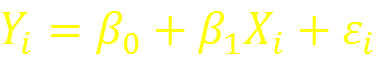 Yᵢ = β₀ + β₁Xᵢ + εᵢ